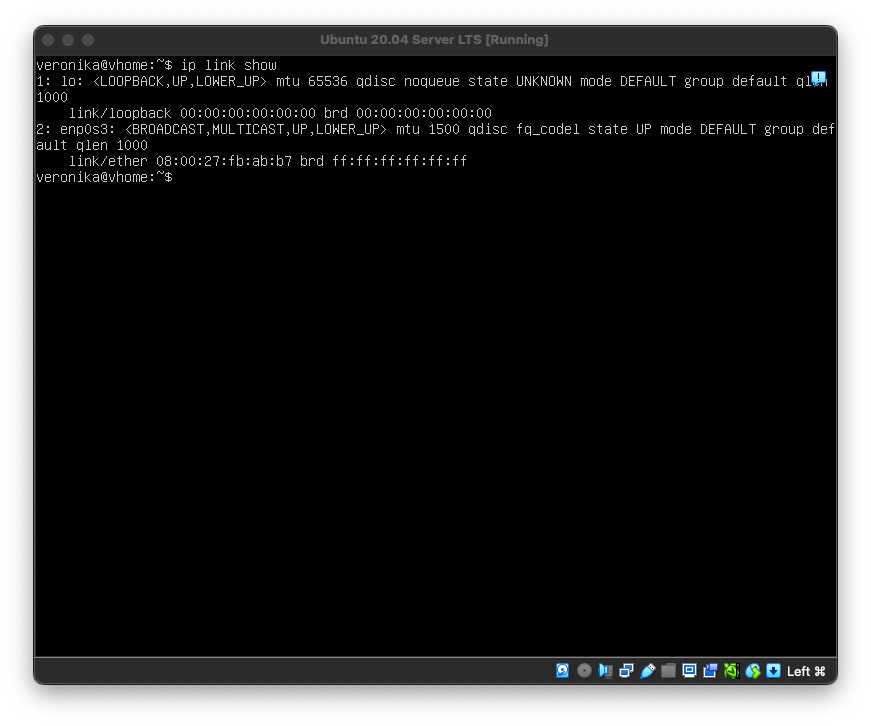 Ubuntu 20.04 Server LTS [Running]
veronika@vhome:~$ ip link show
1: lo: <LOOPBACK,UP,LOWER_UP> mtu 65536 qdisc noqueue state UNKNOWN mode DEFAULT group default qlen
1000
    link/loopback 00:00:00:00:00:00 brd 00:00:00:00:00:00
2: enp0s3: <BROADCAST,MULTICAST,UP,LOWER_UP> mtu 1500 qdisc fq_codel state UP mode DEFAULT group def
ault qlen 1000
    link/ether 08:00:27:fb:ab:b7 brd ff:ff:ff:ff:ff:ff
veronika@vhome:~$
Left ⌘